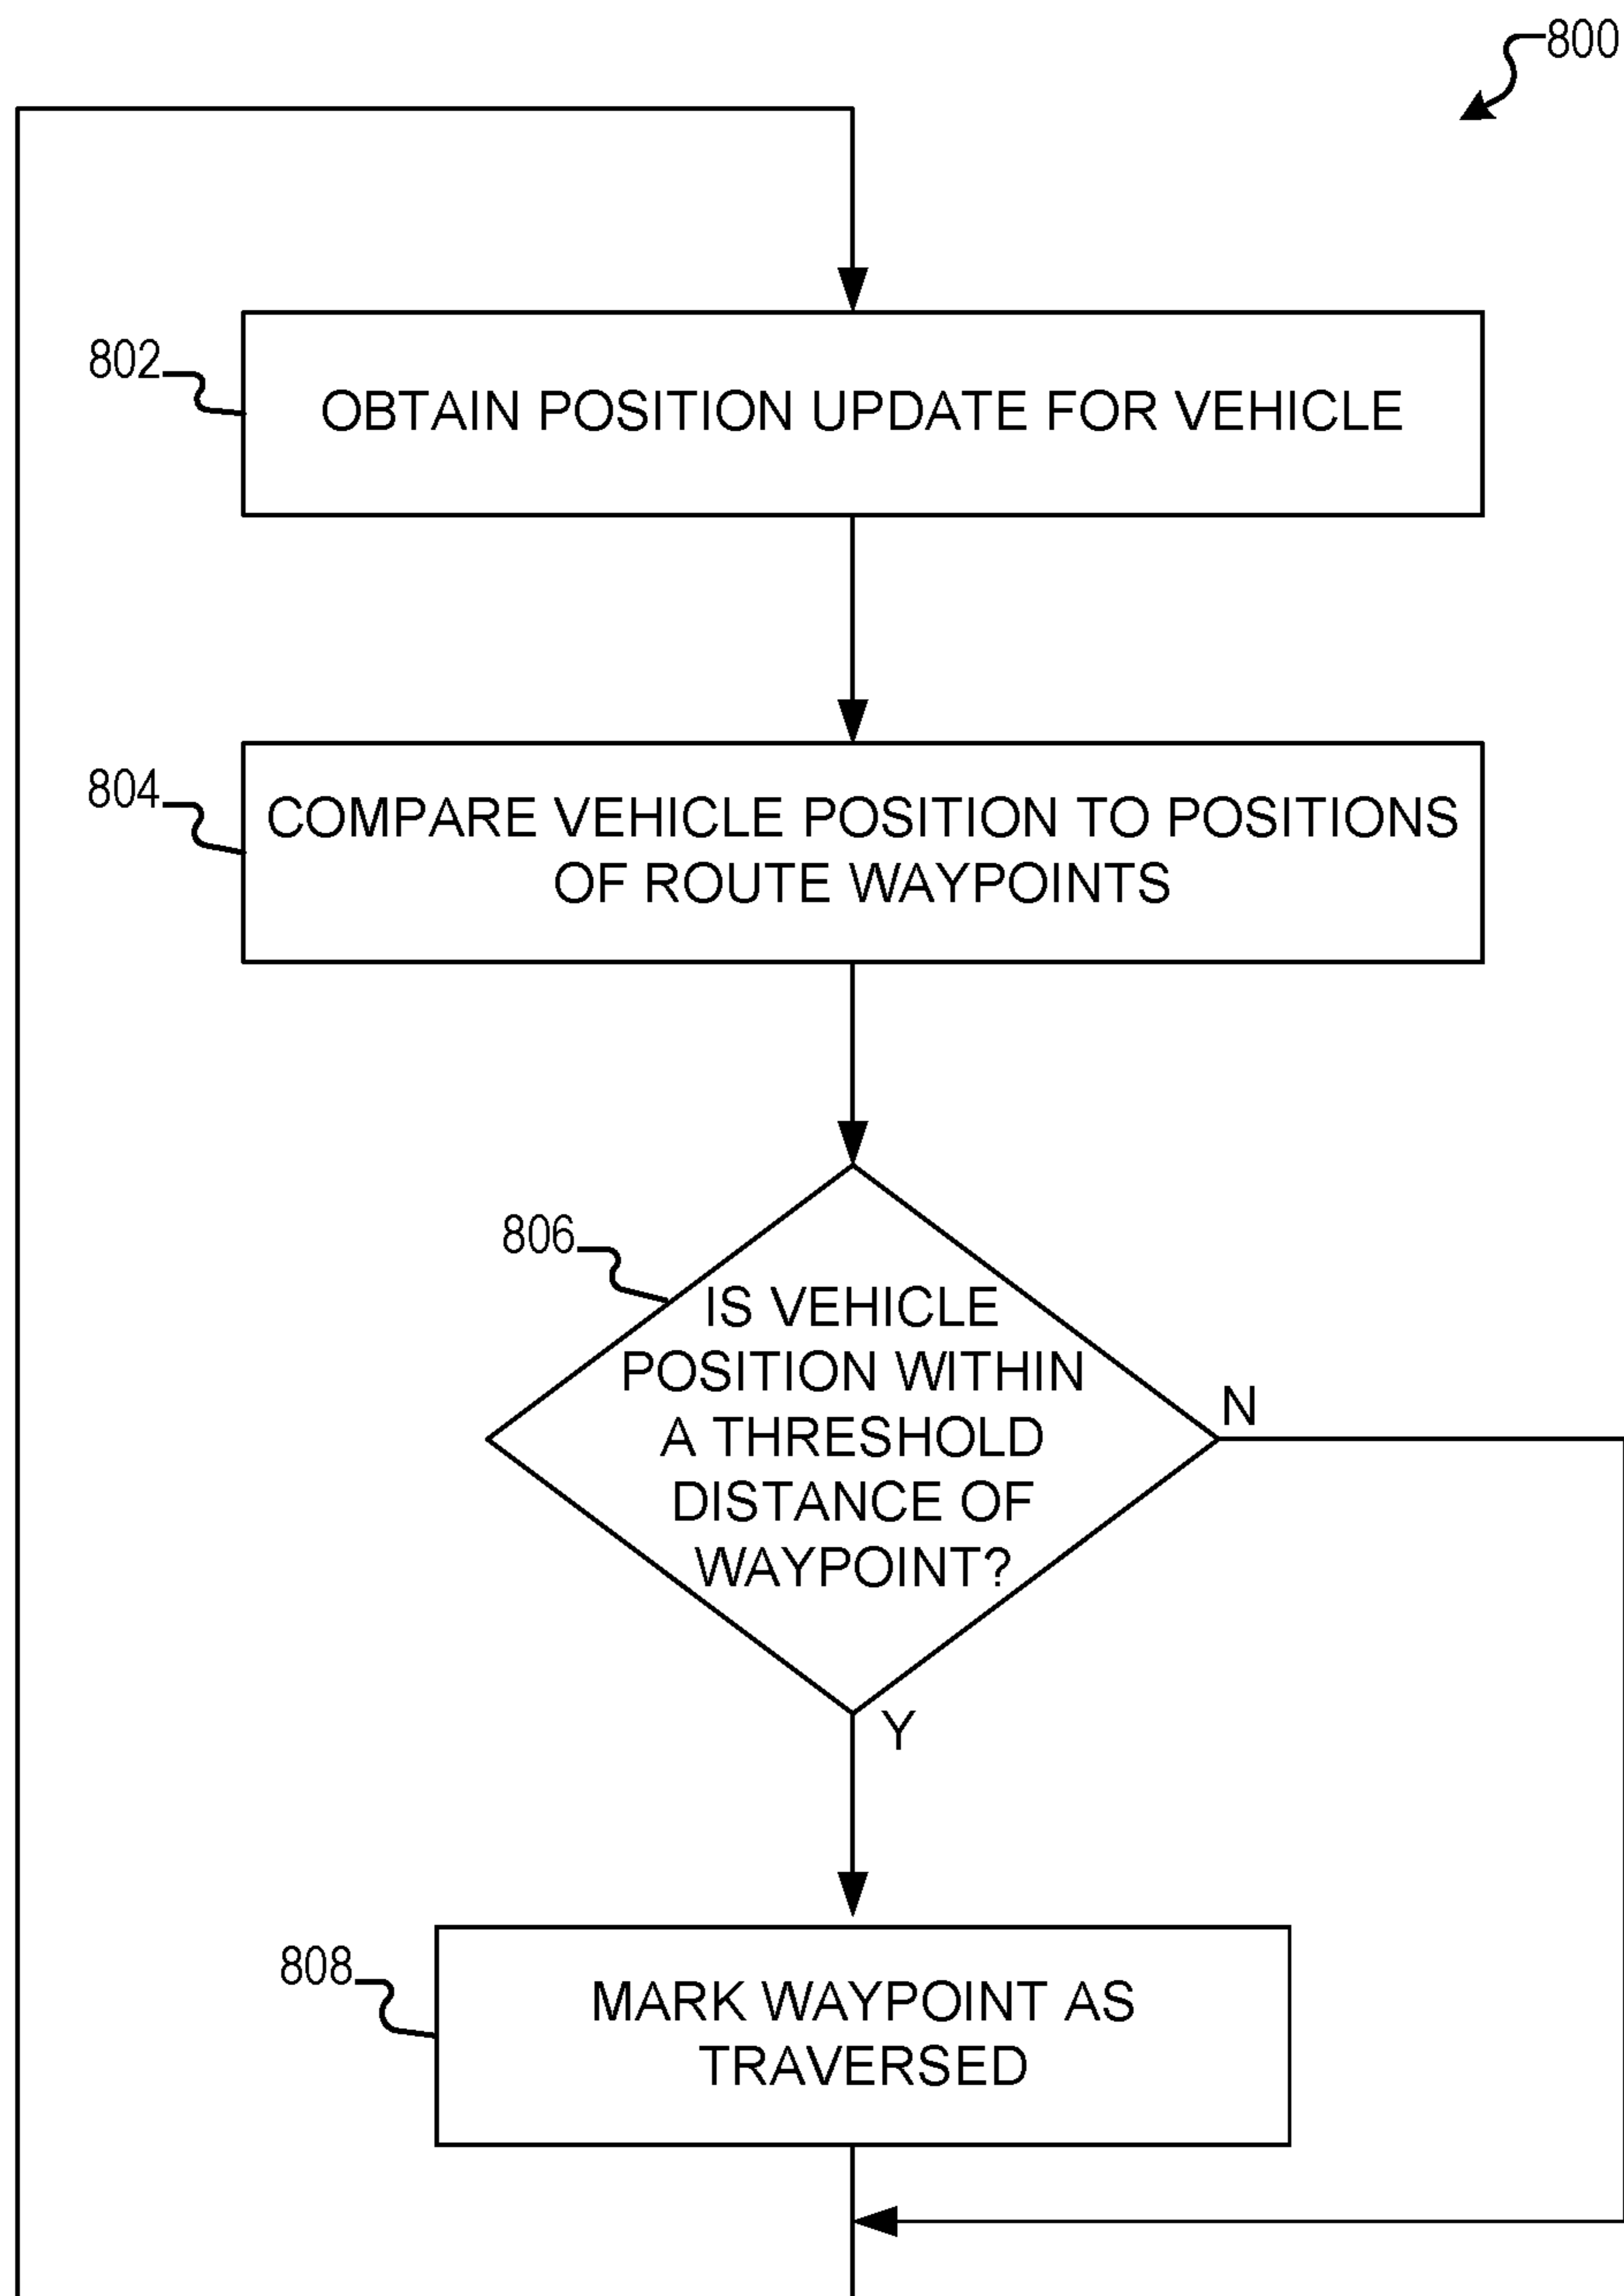 800
802
OBTAIN POSITION UPDATE FOR VEHICLE
804
COMPARE VEHICLE POSITION TO POSITIONS
OF ROUTE WAYPOINTS
806
IS VEHICLE
POSITION WITHIN
A THRESHOLD
DISTANCE OF
WAYPOINT?
N
Y
808
MARK WAYPOINT AS
TRAVERSED